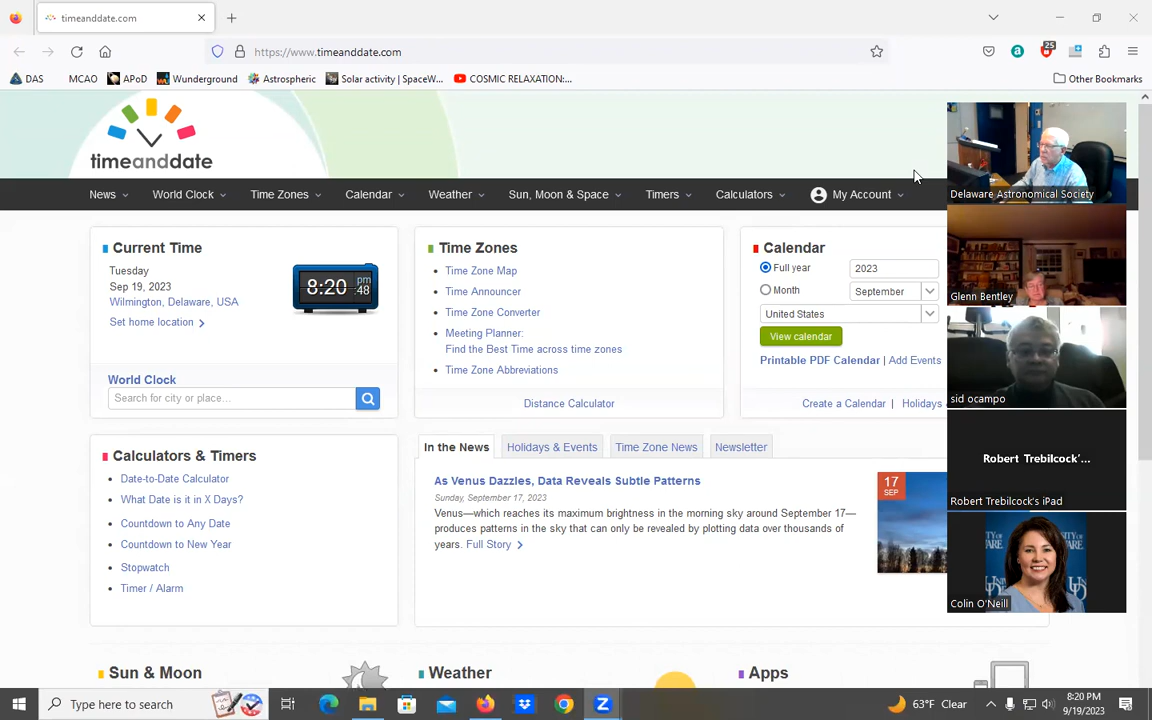 timeanddate.com
https://www.timeanddate.com
25
DAS
MCAO
APoD
Wunderground
Astrospheric
Solar activity | SpaceW...
COSMIC RELAXATION:...
Other Bookmarks
timeanddate
News
World Clock
Time Zones
Calendar
Weather
Sun, Moon & Space
Timers
Calculators
My Account
Current Time
Tuesday
Sep 19, 2023
Wilmington, Delaware, USA
Set home location
8:20 pm 48
World Clock
Search for city or place...
Time Zones
Time Zone Map
Time Announcer
Time Zone Converter
Meeting Planner:
Find the Best Time across time zones
Time Zone Abbreviations
Distance Calculator
Calendar
Full year 2023
Month September
United States
View calendar
Printable PDF Calendar | Add Events
Create a Calendar | Holidays
Calculators & Timers
Date-to-Date Calculator
What Date is it in X Days?
Countdown to Any Date
Countdown to New Year
Stopwatch
Timer / Alarm
In the News
Holidays & Events
Time Zone News
Newsletter
As Venus Dazzles, Data Reveals Subtle Patterns
Sunday, September 17, 2023
Venus—which reaches its maximum brightness in the morning sky around September 17—
produces patterns in the sky that can only be revealed by plotting data over thousands of
years. Full Story
17
SEP
Sun & Moon
Weather
Apps
Delaware Astronomical Society
Glenn Bentley
sid ocampo
Robert Trebilcock'...
Robert Trebilcock's iPad
Colin O'Neill
Type here to search
63°F Clear
8:20 PM
9/19/2023